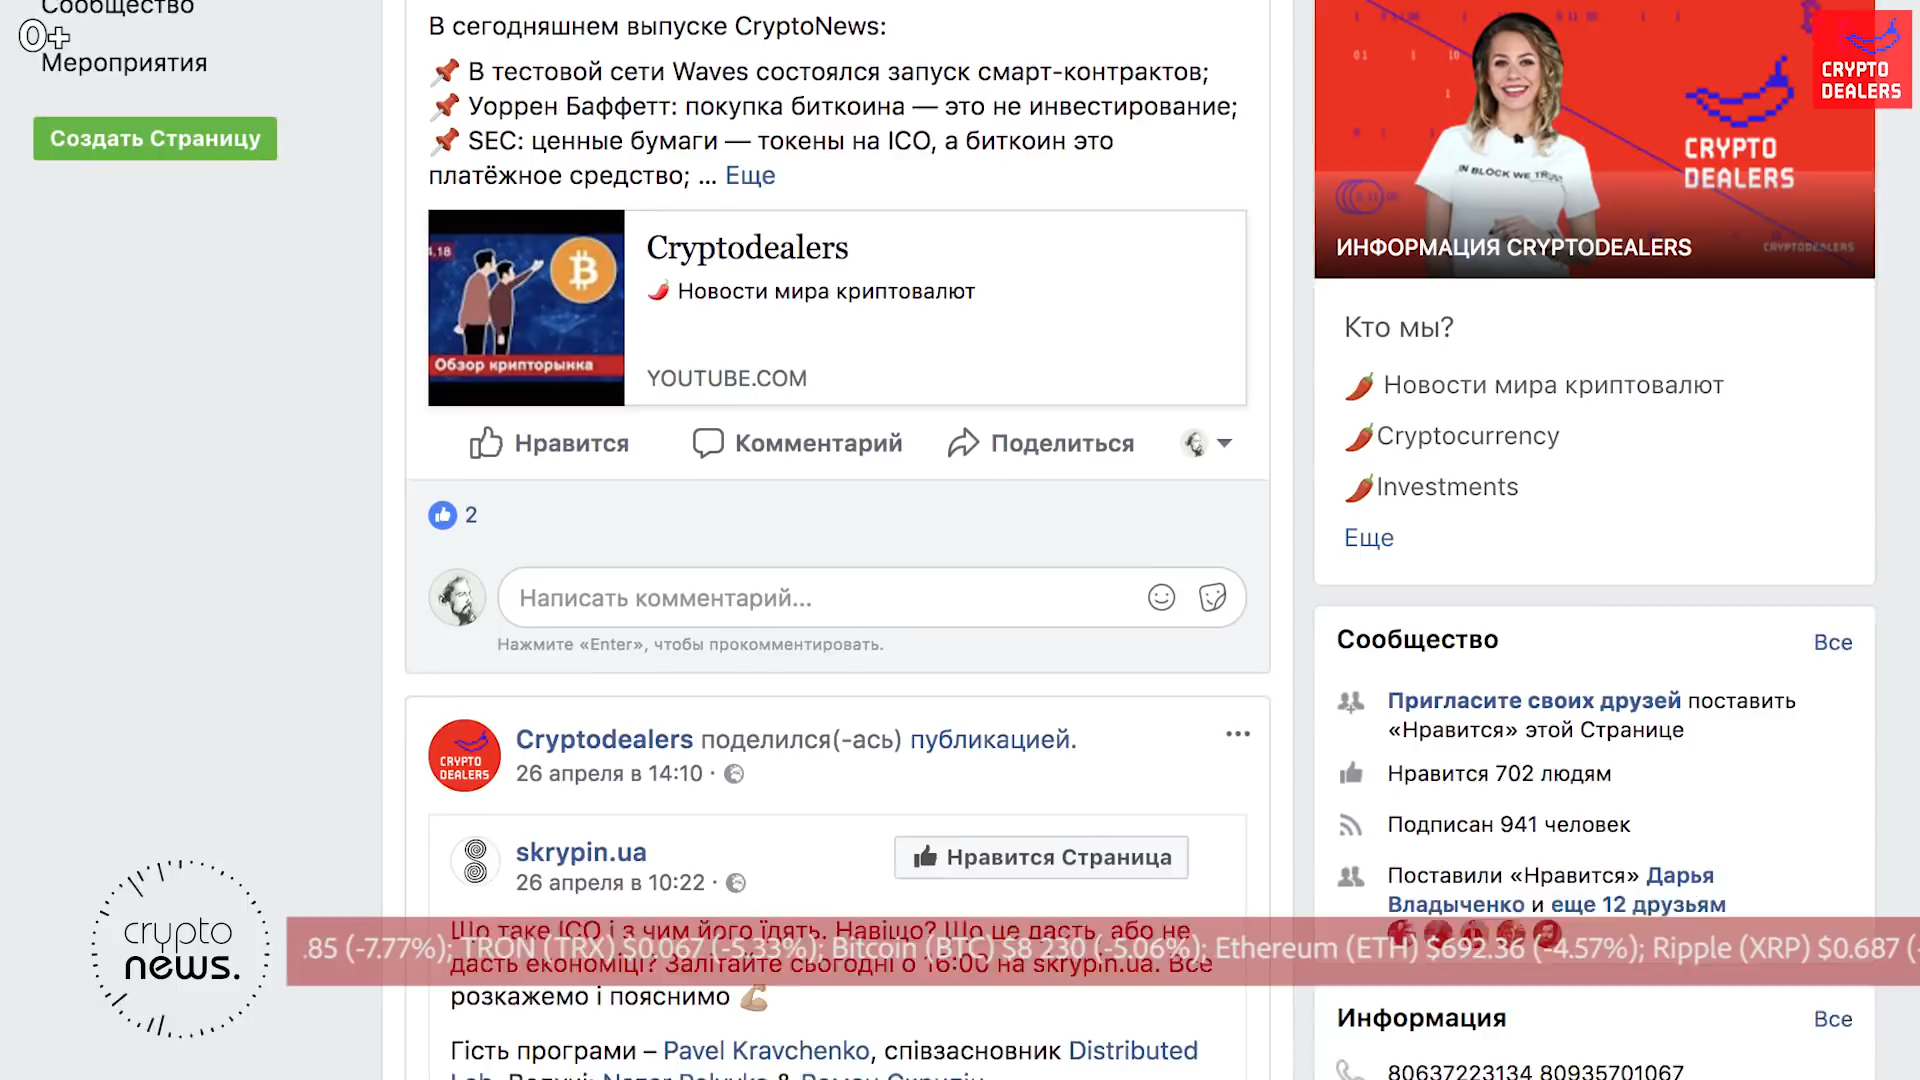 Сообщество
0+
Мероприятия
Создать Страницу
В сегодняшнем выпуске CryptoNews:
📌 В тестовой сети Waves состоялся запуск смарт-контрактов;
📌 Уоррен Баффетт: покупка биткоина — это не инвестирование;
📌 SEC: ценные бумаги — токены на ICO, а биткоин это
платёжное средство; ... Еще
Обзор крипторынка
Cryptodealers
🌶 Новости мира криптовалют
YOUTUBE.COM
Нравится
Комментарий
Поделиться
2
Написать комментарий...
Нажмите «Enter», чтобы прокомментировать.
CRYPTO
DEALERS
Cryptodealers поделился(-ась) публикацией.
26 апреля в 14:10 ·
skrypin.ua
26 апреля в 10:22 ·
Нравится Страница
Що таке ICO і з чим його їдять. Навіщо? Що це дасть, або не
дасть економіці? Залітайте сьогодні о 16:00 на skrypin.ua. Все
розкажемо і пояснимо 💪🏼
Гість програми – Pavel Kravchenko, співзасновник Distributed
IN BLOCK WE TRUST
CRYPTO
DEALERS
CRYPTO
DEALERS
ИНФОРМАЦИЯ CRYPTODEALERS
CRYPTODEALERS
Кто мы?
🌶 Новости мира криптовалют
🌶Cryptocurrency
🌶Investments
Еще
Сообщество
Все
Пригласите своих друзей поставить
«Нравится» этой Странице
Нравится 702 людям
Подписан 941 человек
Поставили «Нравится» Дарья
Владыченко и еще 12 друзьям
Информация
Все
80637223134 80935701067
crypto
news.
.85 (-7.77%); TRON (TRX) $0.067 (-5.33%); Bitcoin (BTC) $8 230 (-5.06%); Ethereum (ETH) $692.36 (-4.57%); Ripple (XRP) $0.687 (-